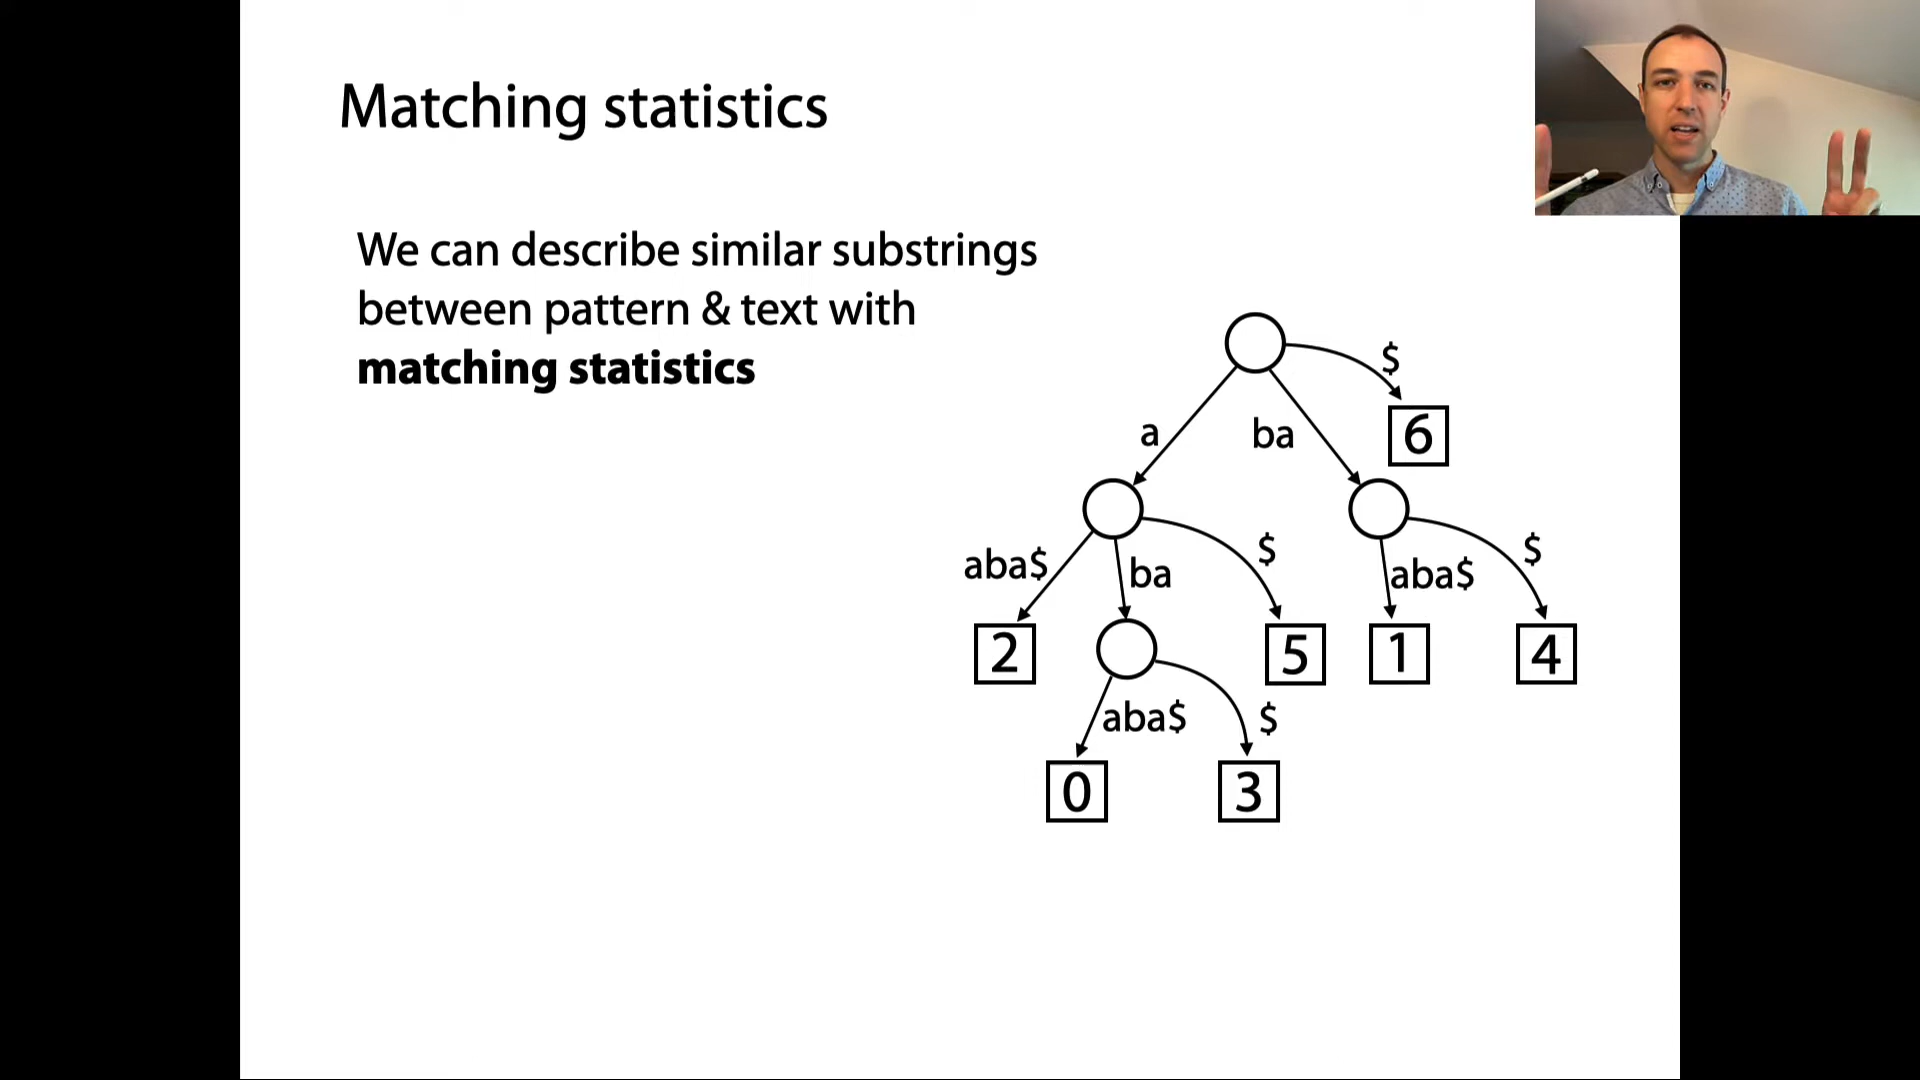 Matching statistics
We can describe similar substrings
between pattern & text with
matching statistics
$
a
ba
6
aba$
ba
$
aba$
$
2
5
1
4
aba$
$
0
3